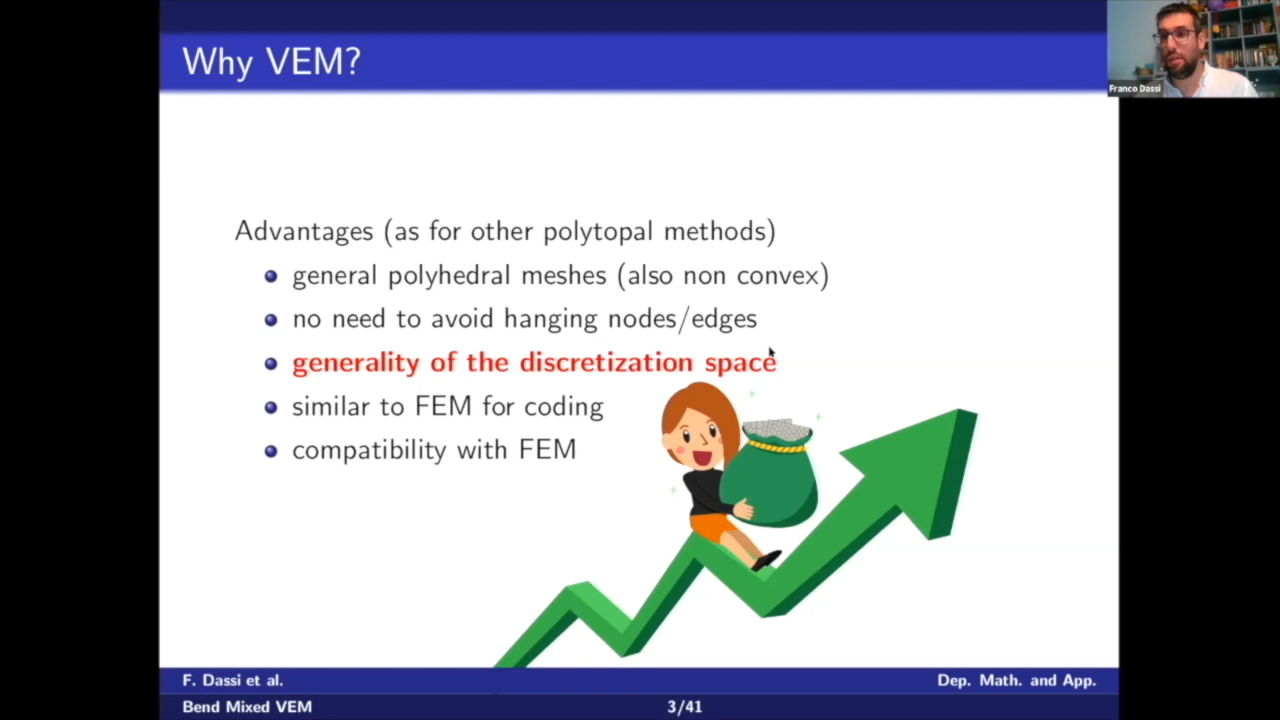 Why VEM?
Franco Dassi
Advantages (as for other polytopal methods)
general polyhedral meshes (also non convex)
no need to avoid hanging nodes/edges
generality of the discretization space
similar to FEM for coding
compatibility with FEM
F. Dassi et al.
Dep. Math. and App.
Bend Mixed VEM
3/41